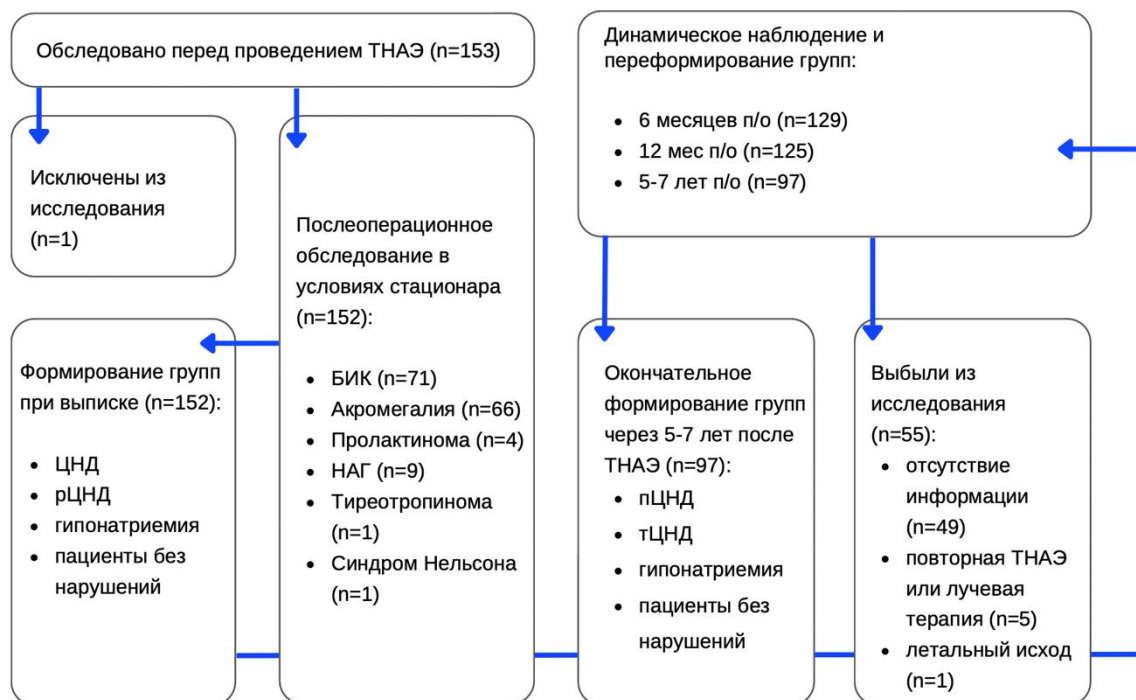 Обследовано перед проведением ТНАЭ (n=153)
Исключены из
исследования
(n=1)
Послеоперационное
обследование в
условиях стационара
(n=152):
• БИК (n=71)
• Акромегалия (n=66)
• Пролактинома (n=4)
• НАГ (n=9)
• Тиреотропинома
(n=1)
• Синдром Нельсона
(n=1)
Формирование групп
при выписке (n=152):
• ЦНД
• рЦНД
• гипонатриемия
• пациенты без
нарушений
Динамическое наблюдение и
переформирование групп:
• 6 месяцев п/о (n=129)
• 12 мес п/о (n=125)
• 5-7 лет п/о (n=97)
Окончательное
формирование групп
через 5-7 лет после
ТНАЭ (n=97):
• пЦНД
• тЦНД
• гипонатриемия
• пациенты без
нарушений
Выбыли из
исследования
(n=55):
• отсутствие
информации
(n=49)
• повторная ТНАЭ
или лучевая
терапия (n=5)
• летальный исход
(n=1)